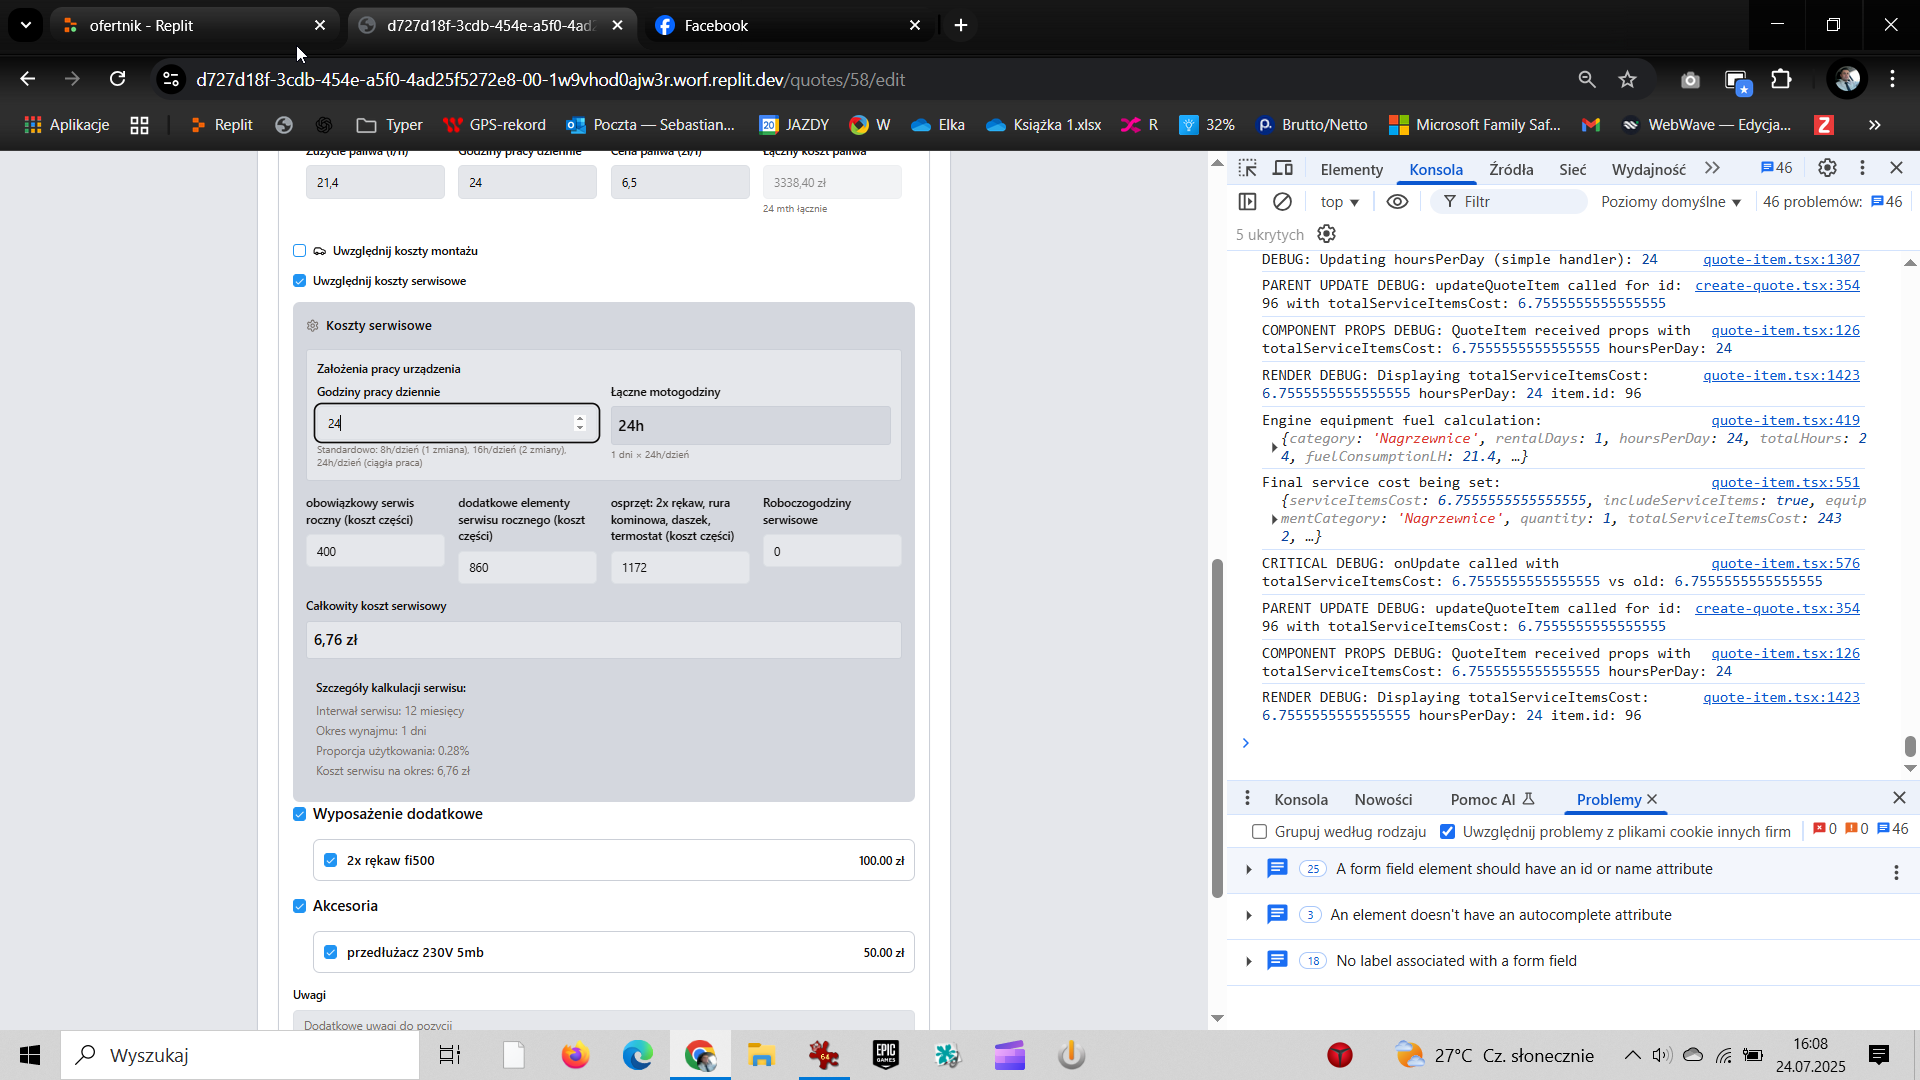 ofertnik - Replit
d727d18f-3cdb-454e-a5f0-4ad2
Facebook
d727d18f-3cdb-454e-a5f0-4ad25f5272e8-00-1w9vhod0ajw3r.worf.replit.dev/quotes/58/edit
Aplikacje
Replit
Typer
GPS-rekord
Poczta — Sebastian...
JAZDY
W
Elka
Książka 1.xlsx
R
32%
Brutto/Netto
Microsoft Family Saf...
WebWave — Edycja...
Zużycie paliwa (l/h) Godziny pracy dziennie Cena paliwa (zł/l) Łączny koszt paliwa
21,4 24 6,5 3338,40 zł
24 mth łącznie
Uwzględnij koszty montażu
Uwzględnij koszty serwisowe
Koszty serwisowe
Założenia pracy urządzenia
Godziny pracy dziennie Łączne motogodziny
24 24h
Standardowo: 8h/dzień (1 zmiana), 16h/dzień (2 zmiany),
24h/dzień (ciągła praca)
1 dni × 24h/dzień
obowiązkowy serwis
roczny (koszt części)
400
dodatkowe elementy
serwisu rocznego (koszt
części)
860
osprzęt: 2x rękaw, rura
kominowa, daszek,
termostat (koszt części)
1172
Roboczogodziny
serwisowe
0
Całkowity koszt serwisowy
6,76 zł
Szczegóły kalkulacji serwisu:
Interwał serwisu: 12 miesięcy
Okres wynajmu: 1 dni
Proporcja użytkowania: 0.28%
Koszt serwisu na okres: 6,76 zł
Wyposażenie dodatkowe
2x rękaw fi500 100.00 zł
Akcesoria
przedłużacz 230V 5mb 50.00 zł
Uwagi
Dodatkowe uwagi do pozycji
Elementy Konsola Źródła Sieć Wydajność 46
top Filtr Poziomy domyślne 46 problemów: 46
5 ukrytych
DEBUG: Updating hoursPerDay (simple handler): 24 quote-item.tsx:1307
PARENT UPDATE DEBUG: updateQuoteItem called for id: create-quote.tsx:354
96 with totalServiceItemsCost: 6.7555555555555555
COMPONENT PROPS DEBUG: QuoteItem received props with quote-item.tsx:126
totalServiceItemsCost: 6.7555555555555555 hoursPerDay: 24
RENDER DEBUG: Displaying totalServiceItemsCost: quote-item.tsx:1423
6.7555555555555555 hoursPerDay: 24 item.id: 96
Engine equipment fuel calculation: quote-item.tsx:419
{category: 'Nagrzewnice', rentalDays: 1, hoursPerDay: 24, totalHours: 2
4, fuelConsumptionLH: 21.4, …}
Final service cost being set: quote-item.tsx:551
{serviceItemsCost: 6.7555555555555555, includeServiceItems: true, equip
mentCategory: 'Nagrzewnice', quantity: 1, totalServiceItemsCost: 243
2, …}
CRITICAL DEBUG: onUpdate called with quote-item.tsx:576
totalServiceItemsCost: 6.7555555555555555 vs old: 6.7555555555555555
PARENT UPDATE DEBUG: updateQuoteItem called for id: create-quote.tsx:354
96 with totalServiceItemsCost: 6.7555555555555555
COMPONENT PROPS DEBUG: QuoteItem received props with quote-item.tsx:126
totalServiceItemsCost: 6.7555555555555555 hoursPerDay: 24
RENDER DEBUG: Displaying totalServiceItemsCost: quote-item.tsx:1423
6.7555555555555555 hoursPerDay: 24 item.id: 96
Konsola Nowości Pomoc AI Problemy
Grupuj według rodzaju Uwzględnij problemy z plikami cookie innych firm 0 0 46
25 A form field element should have an id or name attribute
3 An element doesn't have an autocomplete attribute
18 No label associated with a form field
Wyszukaj
27°C Cz. słonecznie
16:08
24.07.2025